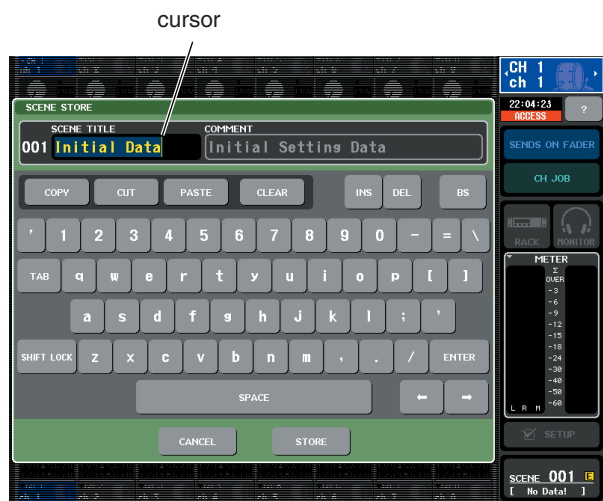 cursor
CH 1
ch 1
SCENE STORE
22:04:23
ACCESS
?
SCENE TITLE
COMMENT
001 Initial Data
Initial Setting Data
SENDS ON FADER
CH JOB
COPY CUT PASTE CLEAR INS DEL BS
' 1 2 3 4 5 6 7 8 9 0 - = \
RACK MONITOR
TAB q w e r t y u i o p [ ]
METER
Σ
OVER
-3
-6
-9
-12
-15
-18
-24
-30
-40
-50
-60
L R M
a s d f g h j k l ; '
SHIFT LOCK z x c v b n m , . / ENTER
SPACE ← →
CANCEL STORE
SETUP
SCENE 001 E
[ No Data! ]